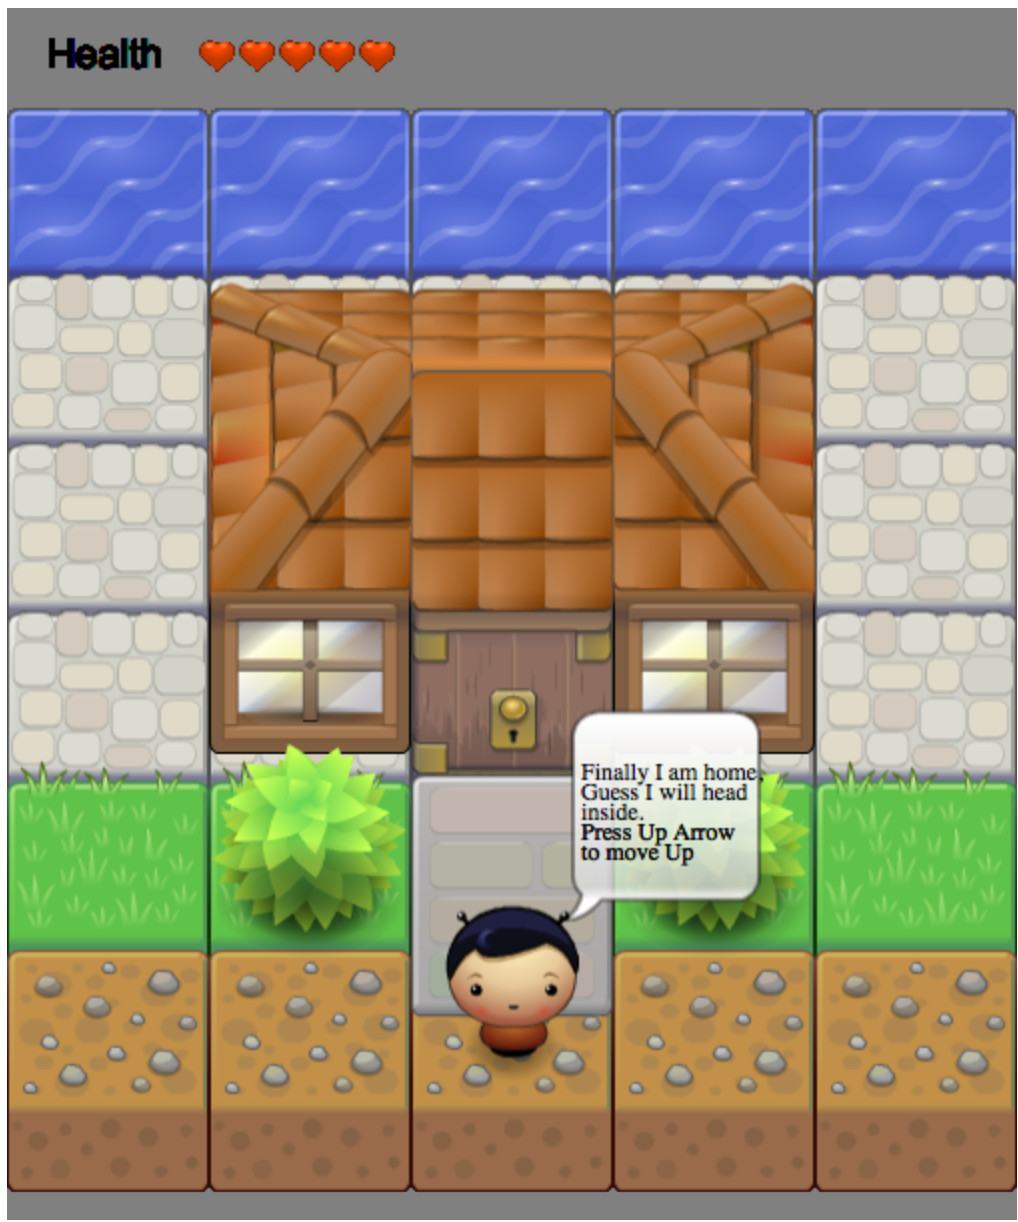 Health
Finally I am home,
Guess I will head
inside.
Press Up Arrow
to move Up